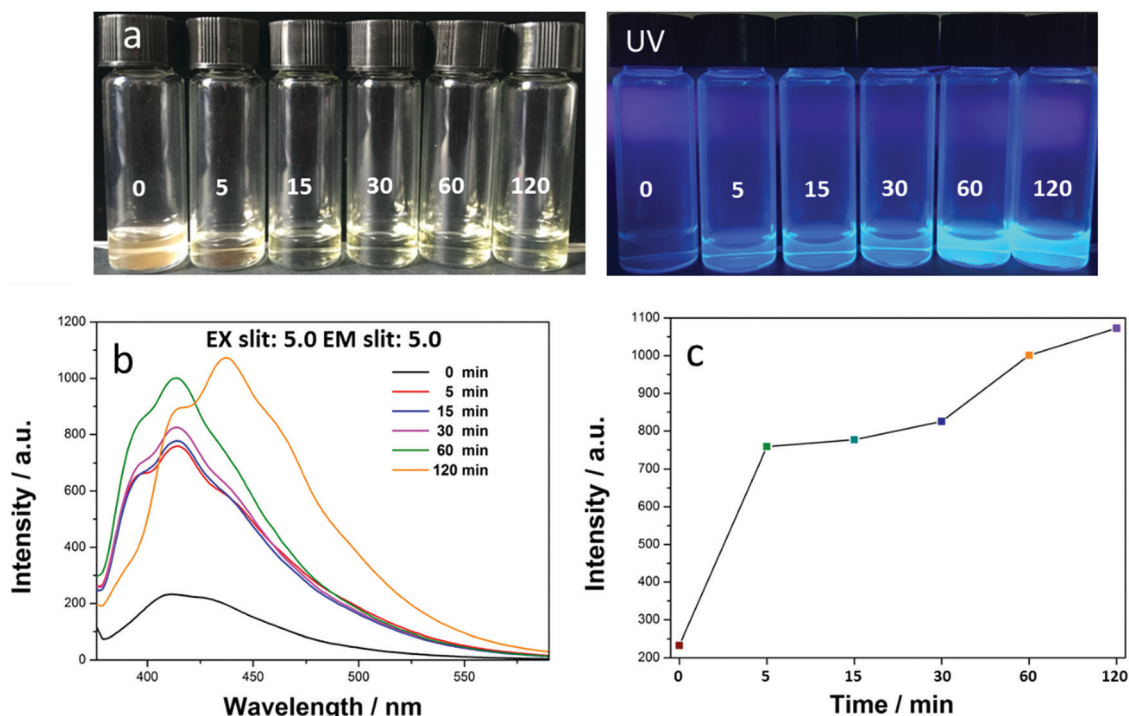 a
0 5 15 30 60 120
UV
0 5 15 30 60 120
b
EX slit: 5.0 EM slit: 5.0
0 min
5 min
15 min
30 min
60 min
120 min
1200
1000
800
600
400
200
0
Intensity / a.u.
400 450 500 550
Wavelength / nm
c
1100
1000
900
800
700
600
500
400
300
200
Intensity / a.u.
0 5 15 30 60 120
Time / min